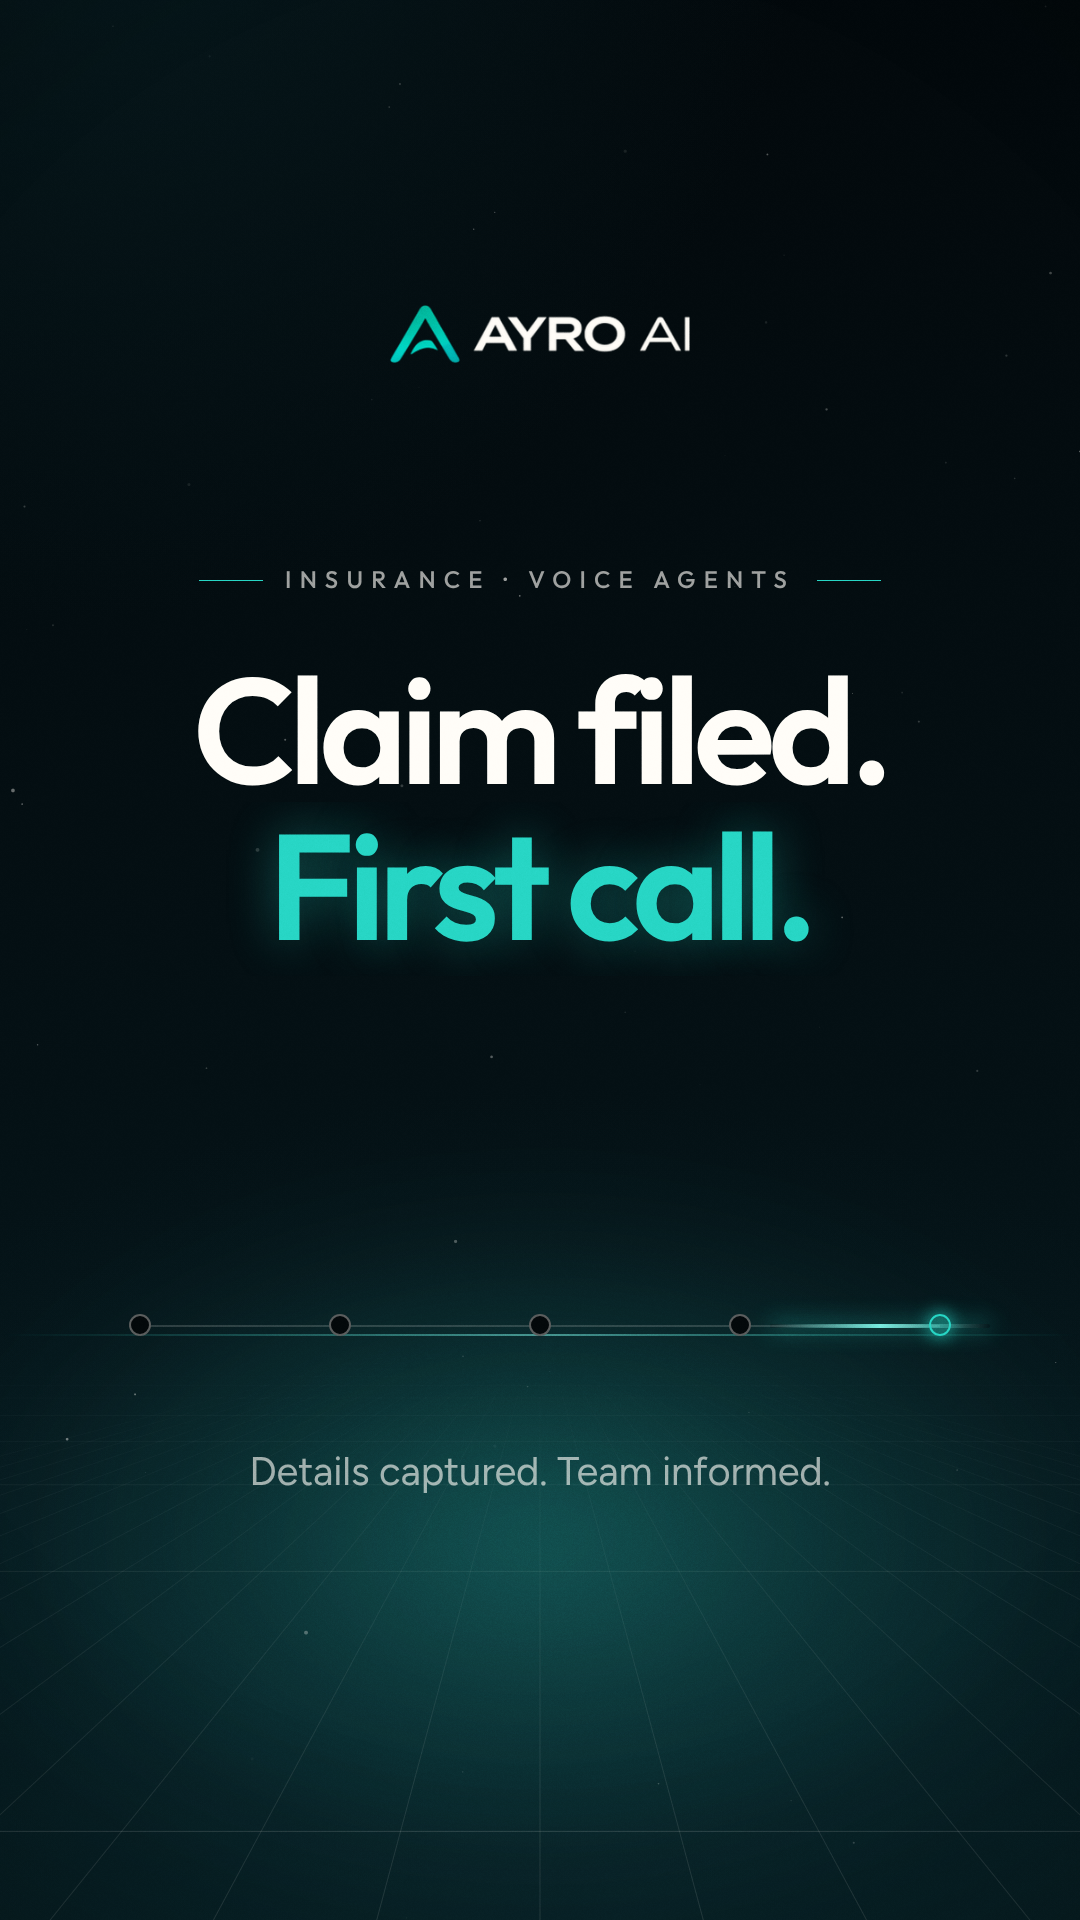 AYRO AI
INSURANCE · VOICE AGENTS
Claim filed.
First call.
Details captured. Team informed.